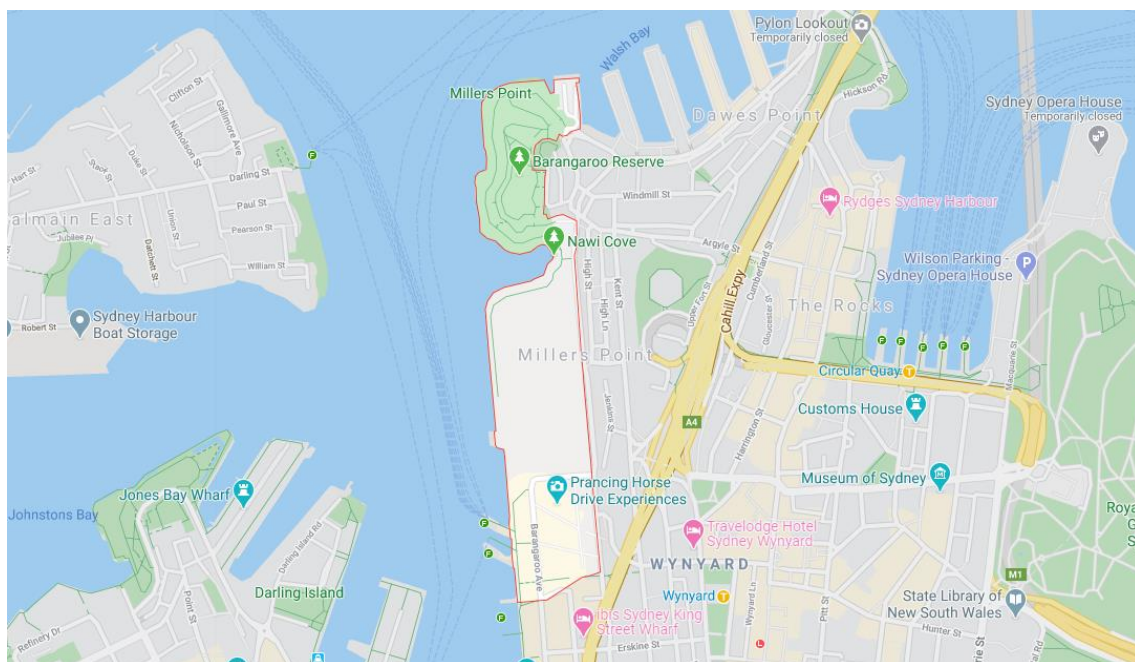 Pylon Lookout
Temporarily closed
Walsh Bay
Hickson Rd
Clifton St
Gallimore Ave
Nicholson St
Millers Point
Dawes Point
Sydney Opera House
Temporarily closed
Duke St
Hart St
Darling St
F
Barangaroo Reserve
Windmill St
Rydges Sydney Harbour
Paul St
Union St
Pearson St
almain East
Jubilee Pl
Datchett St
William St
Nawi Cove
Argyle St
Cumberland St
Wilson Parking -
Sydney Opera House
P
High St
Kent St
High Ln
Upper Fort St
Cahill Expy
Gloucester St
The Rocks
Robert St
Sydney Harbour
Boat Storage
Millers Point
F F F F F
Macquarie St
Circular Quay
T
Customs House
Jenkins St
A4
Harrington St
Jones Bay Wharf
Prancing Horse
Drive Experiences
Museum of Sydney
Johnstons Bay
Roya
G
S
F
Barangaroo Ave
Travelodge Hotel
Sydney Wynyard
Darling Island Rd
F
WYNYARD
M1
Darling Island
Wynyard
T
State Library of
New South Wales
Point St
F
ibis Sydney King
Street Wharf
Wynyard Ln
Pitt St
Refinery Dr
Erskine St
L
Hunter St